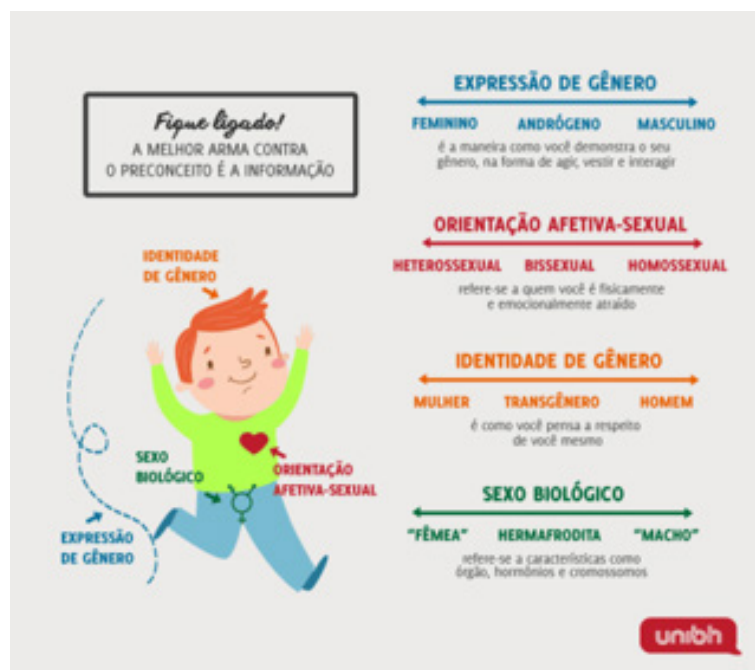 Fique ligado!
A MELHOR ARMA CONTRA
O PRECONCEITO É A INFORMAÇÃO
IDENTIDADE
DE GÊNERO
SEXO
BIOLÓGICO
ORIENTAÇÃO
AFETIVA-SEXUAL
EXPRESSÃO
DE GÊNERO
EXPRESSÃO DE GÊNERO
FEMININO ANDRÓGENO MASCULINO
é a maneira como você demonstra o seu
gênero, na forma de agir, vestir e interagir
ORIENTAÇÃO AFETIVA-SEXUAL
HETEROSSEXUAL BISSEXUAL HOMOSSEXUAL
refere-se a quem você é fisicamente
e emocionalmente atraído
IDENTIDADE DE GÊNERO
MULHER TRANSGÊNERO HOMEM
é como você pensa a respeito
de você mesmo
SEXO BIOLÓGICO
"FÊMEA" HERMAFRODITA "MACHO"
refere-se a características como
órgão, hormônios e cromossomos
unibh